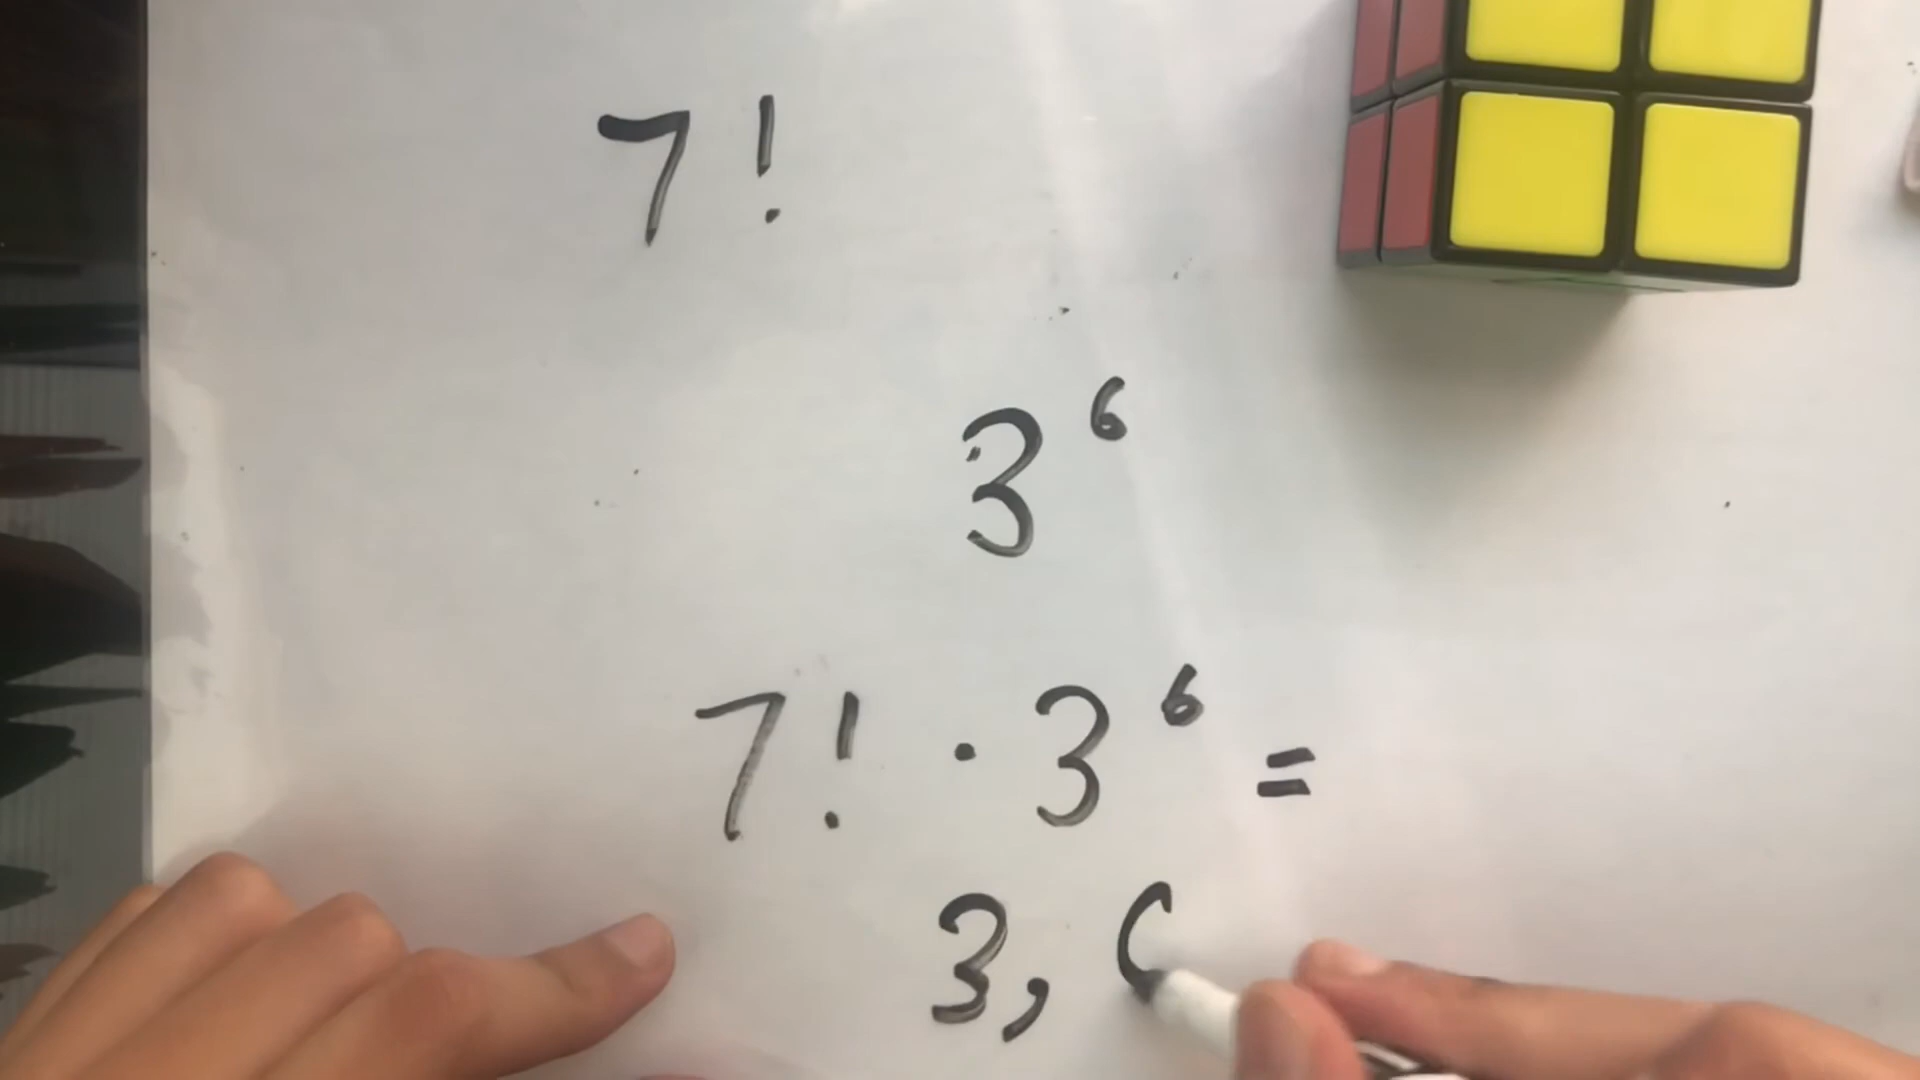 7!
3⁶
7! · 3⁶ =
3,